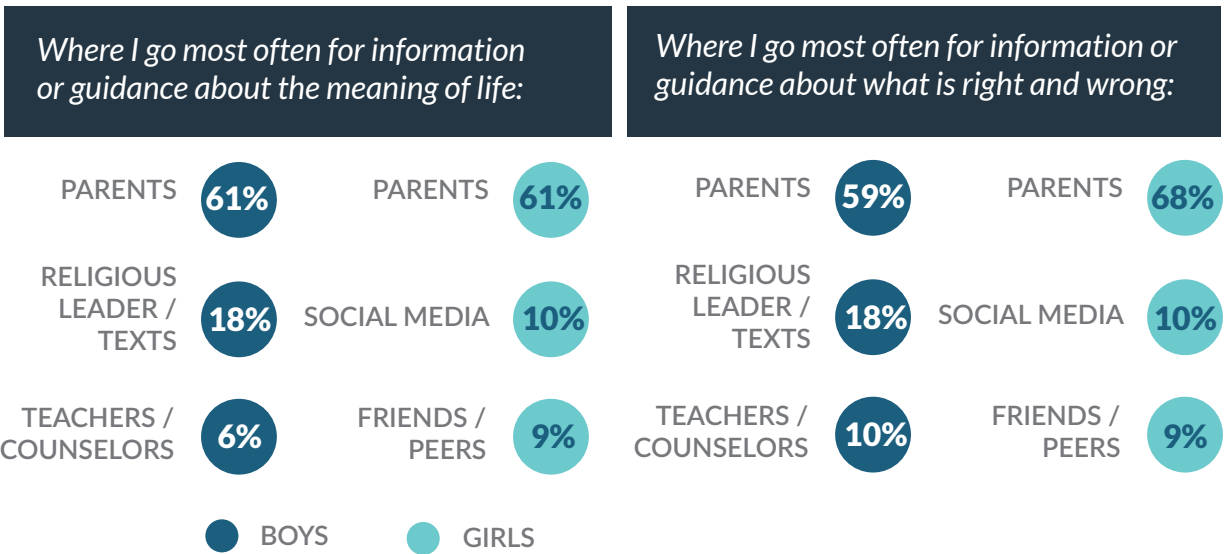 Where I go most often for information
or guidance about the meaning of life:
PARENTS 61%
RELIGIOUS
LEADER /
TEXTS
18%
TEACHERS /
COUNSELORS
6%
PARENTS 61%
SOCIAL MEDIA 10%
FRIENDS /
PEERS
9%
Where I go most often for information or
guidance about what is right and wrong:
PARENTS 59%
RELIGIOUS
LEADER /
TEXTS
18%
TEACHERS /
COUNSELORS
10%
PARENTS 68%
SOCIAL MEDIA 10%
FRIENDS /
PEERS
9%
BOYS
GIRLS